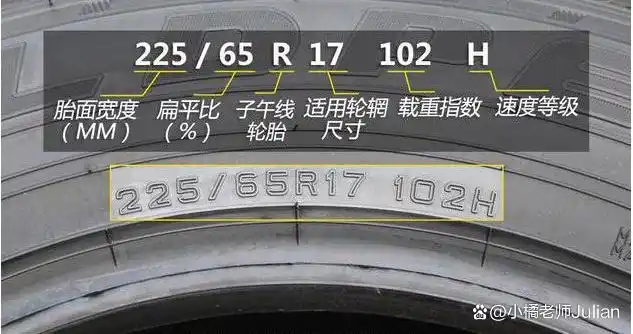 225 / 65 R 17 102 H
胎面宽度 扁平比 子午线 适用轮辋 载重指数 速度等级
（MM） （%） 轮胎 尺寸
225/65R17 102H
@小橘老师Julian